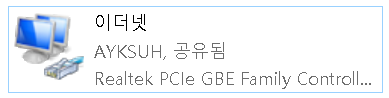 이더넷
AYKSUH, 공유됨
Realtek PCIe GBE Family Controll...